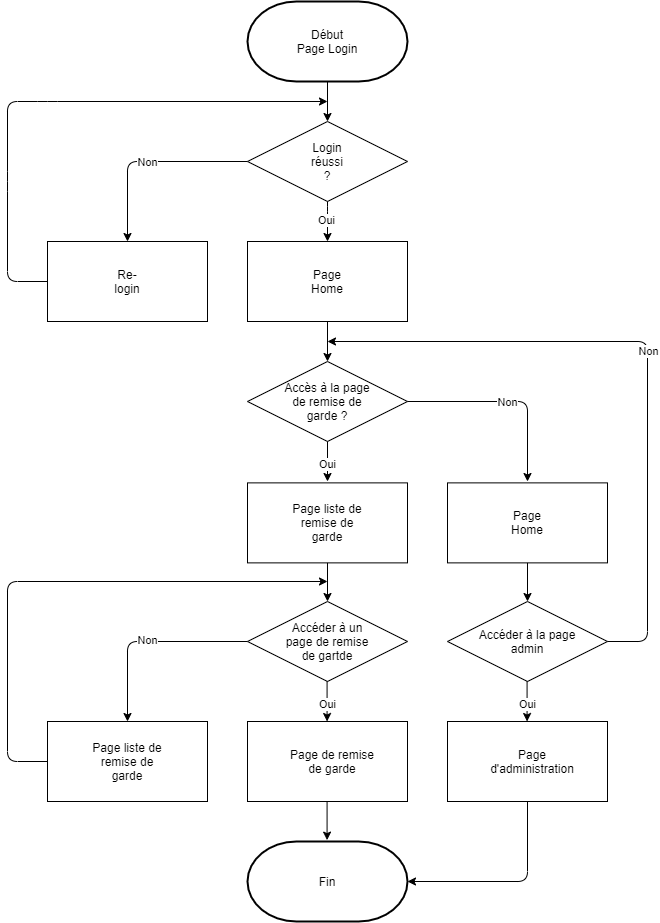 Début
Page Login
Login
réussi
?
Non
Oui
Re-
login
Page
Home
Non
Accès à la page
de remise de
garde ?
Non
Oui
Page liste de
remise de
garde
Page
Home
Accéder à un
page de remise
de gartde
Non
Accéder à la page
admin
Oui
Oui
Page liste de
remise de
garde
Page de remise
de garde
Page
d'administration
Fin